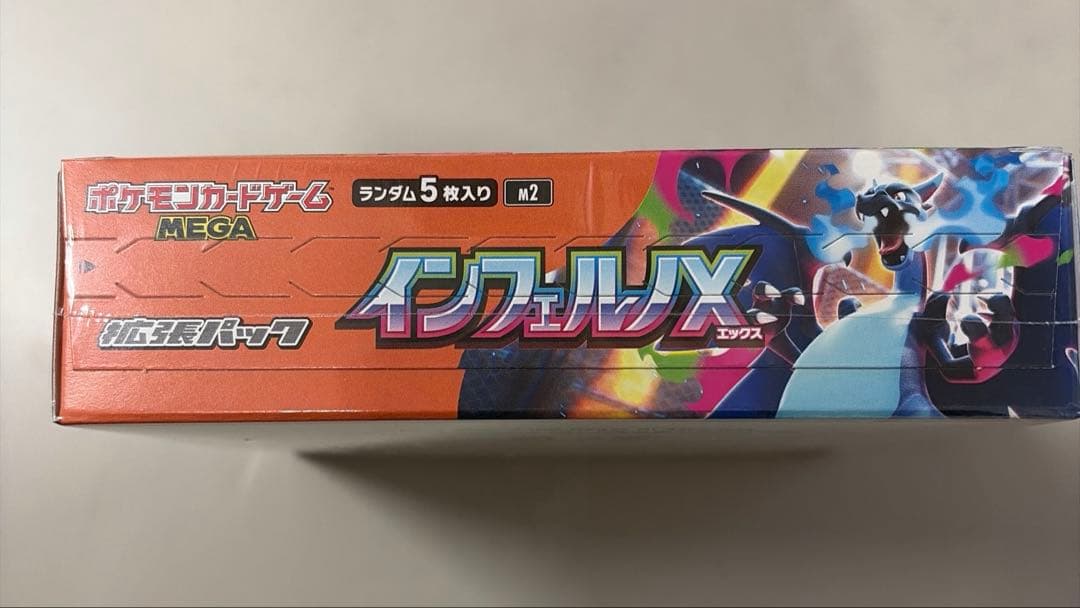 ポケモンカードゲーム
MEGA
ランダム5枚入り
M2
拡張パック
インフェルノX
エックス